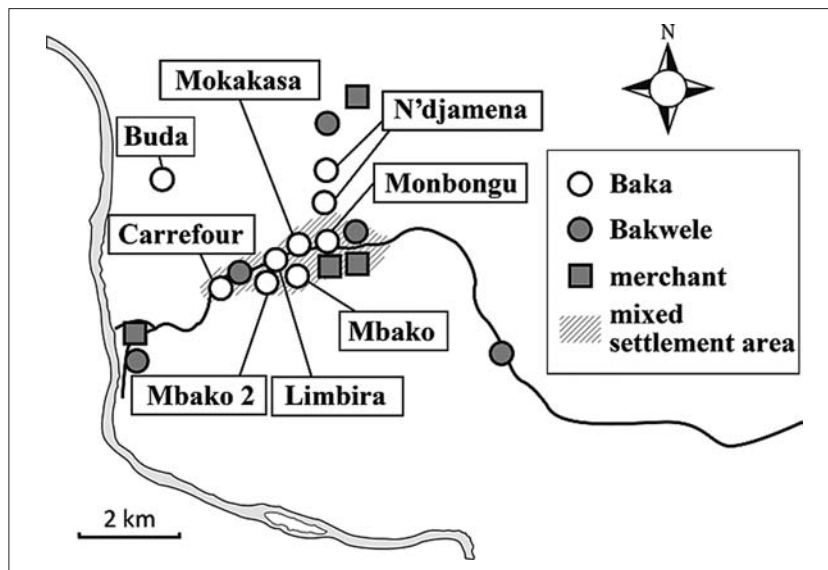 N
Mokakasa
N'djamena
Buda
Monbongu
Carrefour
Mbako
Mbako 2
Limbira
Baka
Bakwele
merchant
mixed
settlement area
2 km